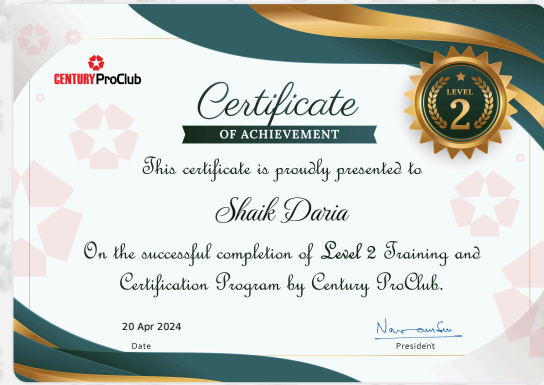 CENTURY ProClub
Certificate
LEVEL
2
OF ACHIEVEMENT
This certificate is proudly presented to
Shaik Daria
On the successful completion of Level 2 Training and
Certification Program by Century ProClub.
20 Apr 2024
Date
President